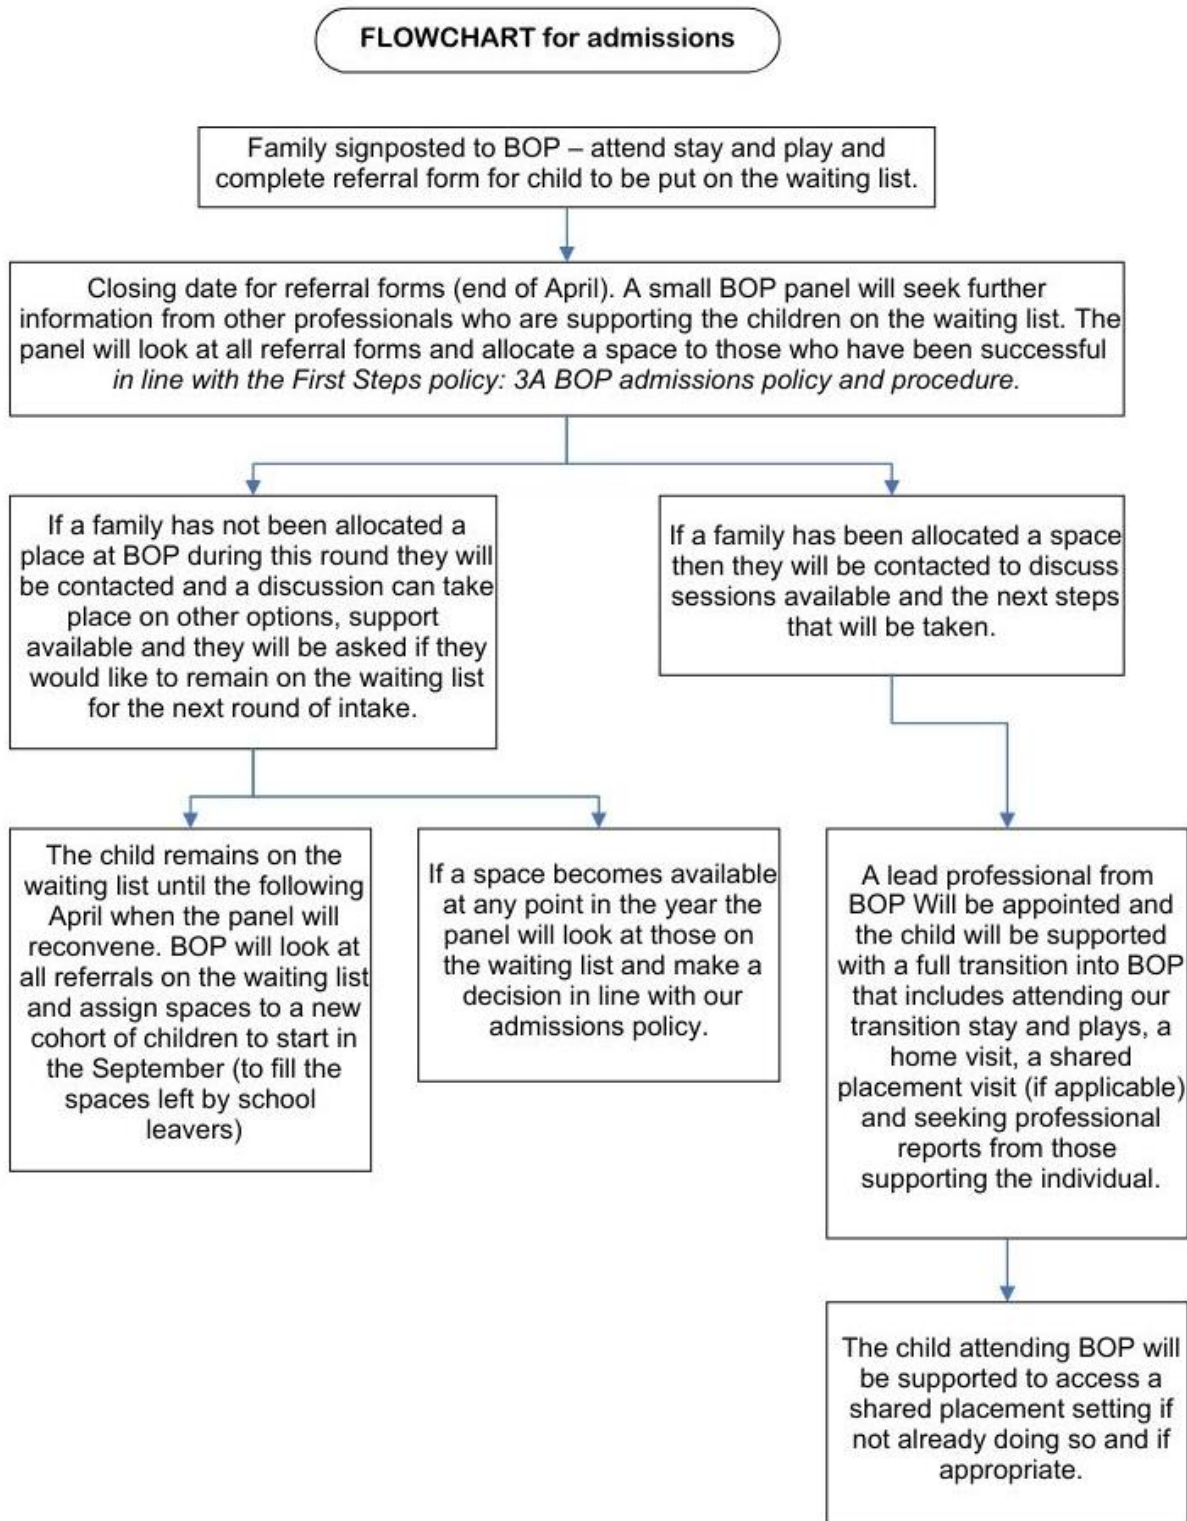 FLOWCHART for admissions
Family signposted to BOP – attend stay and play and
complete referral form for child to be put on the waiting list.
Closing date for referral forms (end of April). A small BOP panel will seek further
information from other professionals who are supporting the children on the waiting list. The
panel will look at all referral forms and allocate a space to those who have been successful
in line with the First Steps policy: 3A BOP admissions policy and procedure.
If a family has not been allocated a
place at BOP during this round they will
be contacted and a discussion can take
place on other options, support
available and they will be asked if they
would like to remain on the waiting list
for the next round of intake.
If a family has been allocated a space
then they will be contacted to discuss
sessions available and the next steps
that will be taken.
The child remains on the
waiting list until the following
April when the panel will
reconvene. BOP will look at
all referrals on the waiting list
and assign spaces to a new
cohort of children to start in
the September (to fill the
spaces left by school
leavers)
If a space becomes available
at any point in the year the
panel will look at those on
the waiting list and make a
decision in line with our
admissions policy.
A lead professional from
BOP Will be appointed and
the child will be supported
with a full transition into BOP
that includes attending our
transition stay and plays, a
home visit, a shared
placement visit (if applicable)
and seeking professional
reports from those
supporting the individual.
The child attending BOP will
be supported to access a
shared placement setting if
not already doing so and if
appropriate.